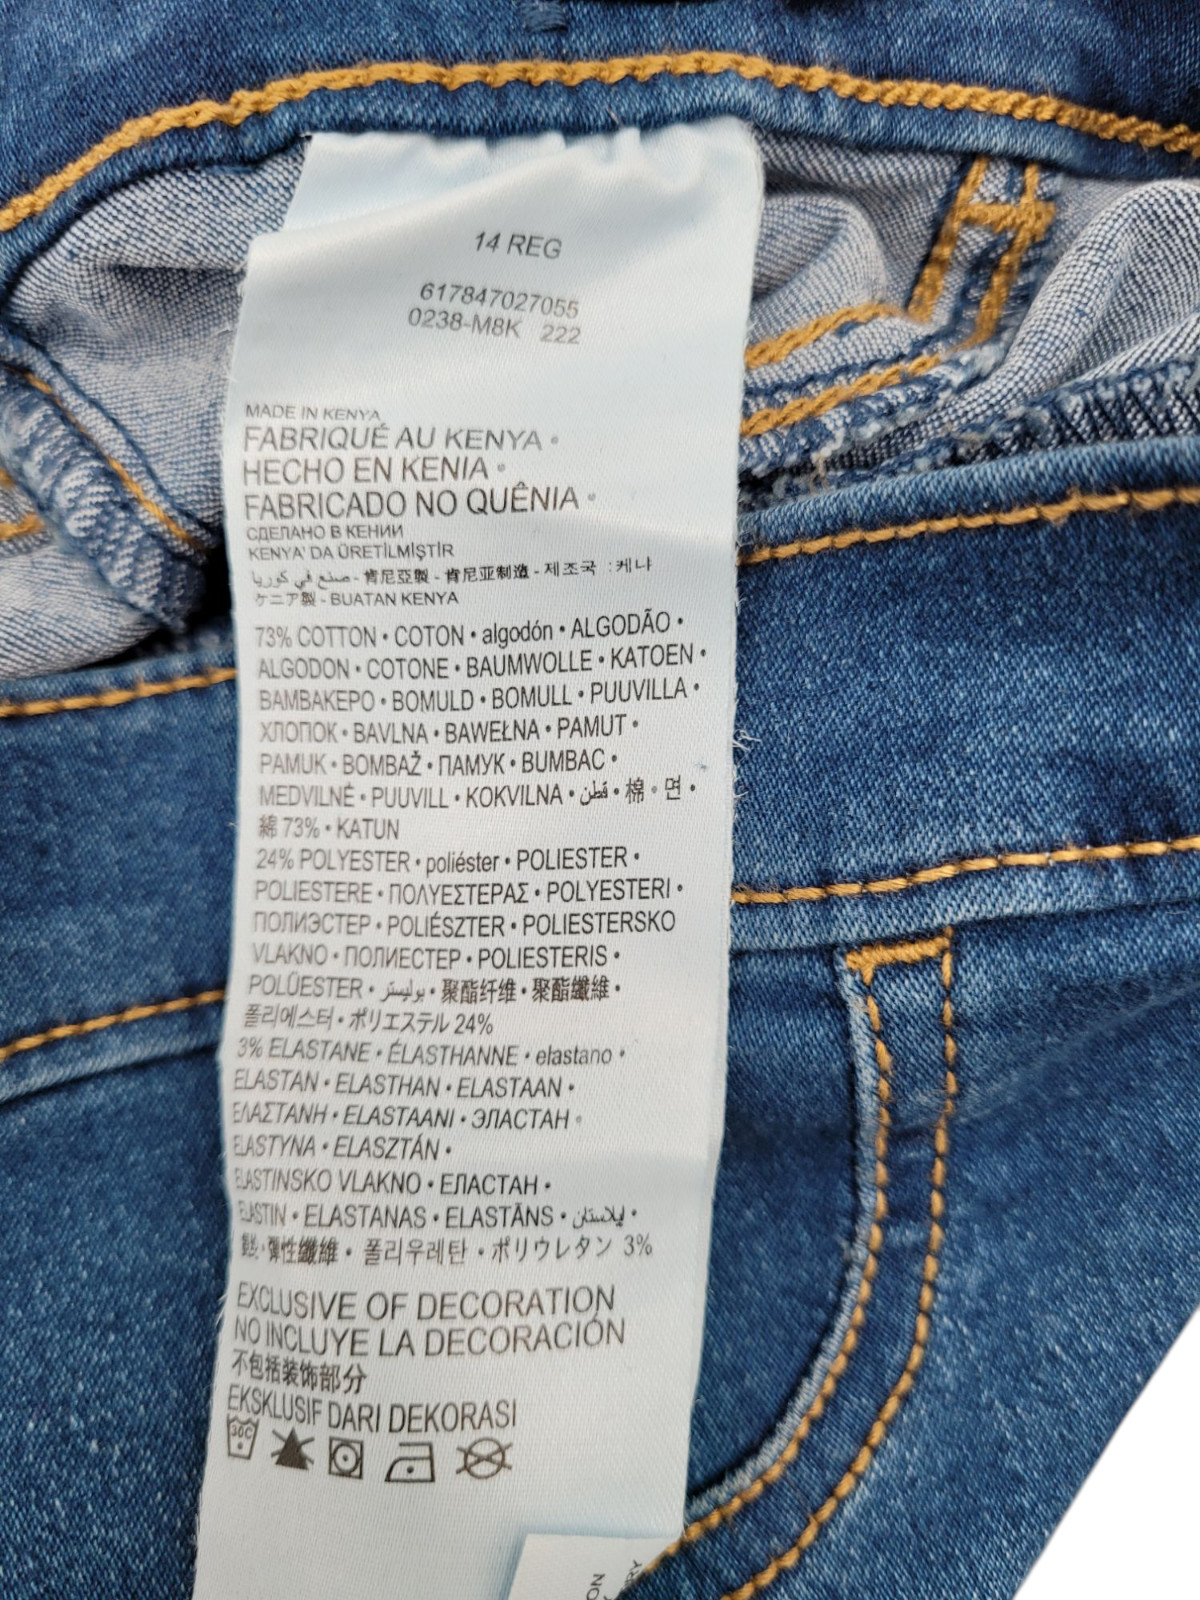 14 REG
617847027055
0238-M8K 222
MADE IN KENYA
FABRIQUÉ AU KENYA •
HECHO EN KENIA •
FABRICADO NO QUÊNIA •
СДЕЛАНО В КЕНИИ
KENYA' DA ÜRETİLMİŞTİR
صنع في كوريا - 肯尼亞製 - 肯尼亚制造 - 제조국 : 케냐
ケニア製 - BUATAN KENYA
73% COTTON • COTON • algodón • ALGODÃO •
ALGODON • COTONE • BAUMWOLLE • KATOEN •
ΒΑΜΒΑΚΕΡΟ • BOMULD • BOMULL • PUUVILLA •
ХЛОПОК • BAVLNA • BAWEŁNA • PAMUT •
PAMUK • BOMBAŽ • ПАМУК • BUMBAC •
MEDVILNĖ • PUUVILL • KOKVILNA • قطن • 棉 • 면 •
綿 73% • KATUN
24% POLYESTER • poliéster • POLIESTER •
POLIESTERE • ΠΟΛΥΕΣΤΕΡΑΣ • POLYESTERI •
ПОЛИЭСТЕР • POLIÉSZTER • POLIESTERSKO
VLAKNO • ПОЛИЕСТЕР • POLIESTERIS •
POLÜESTER • بوليستر • 聚酯纤维 • 聚酯纖維 •
폴리에스터 • ポリエステル 24%
3% ELASTANE • ÉLASTHANNE • elastano •
ELASTAN • ELASTHAN • ELASTAAN •
ΕΛΑΣΤΑΝΗ • ELASTAANI • ЭЛАСТАН •
ELASTYNA • ELASZTÁN •
ELASTINSKO VLAKNO • ЕЛАСТАН •
ELASTIN • ELASTANAS • ELASTĀNS • إيلاستان •
彈性纖維 • 폴리우레탄 • ポリウレタン 3%
EXCLUSIVE OF DECORATION
NO INCLUYE LA DECORACIÓN
不包括装饰部分
EKSKLUSIF DARI DEKORASI
30C